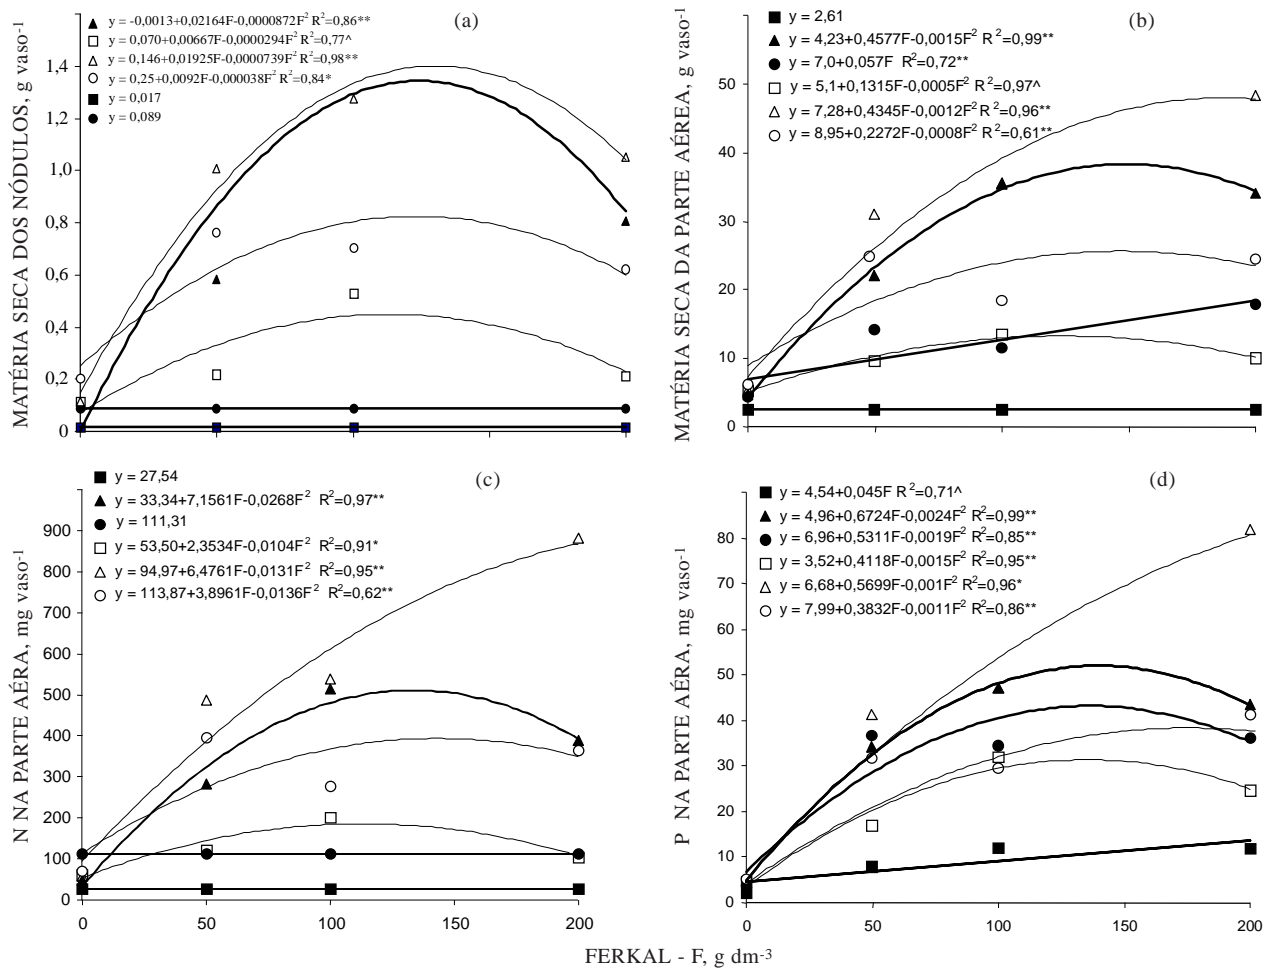 (a)
y = -0,0013+0,02164F-0,0000872F² R²=0,86**
y = 0,070+0,00667F-0,0000294F² R²=0,77^
y = 0,146+0,01925F-0,0000739F² R²=0,98**
y = 0,25+0,0092F-0,000038F² R²=0,84*
y = 0,017
y = 0,089
MATÉRIA SECA DOS NÓDULOS, g vaso-1
1,4
1,2
1,0
0,8
0,6
0,4
0,2
0
(b)
y = 2,61
y = 4,23+0,4577F-0,0015F² R²=0,99**
y = 7,0+0,057F R²=0,72**
y = 5,1+0,1315F-0,0005F² R²=0,97^
y = 7,28+0,4345F-0,0012F² R²=0,96**
y = 8,95+0,2272F-0,0008F² R²=0,61**
MATÉRIA SECA DA PARTE AÉREA, g vaso-1
50
40
30
20
10
0
(c)
y = 27,54
y = 33,34+7,1561F-0,0268F² R²=0,97**
y = 111,31
y = 53,50+2,3534F-0,0104F² R²=0,91*
y = 94,97+6,4761F-0,0131F² R²=0,95**
y = 113,87+3,8961F-0,0136F² R²=0,62**
N NA PARTE AÉRA, mg vaso-1
900
800
700
600
500
400
300
200
100
0
0 50 100 150 200
(d)
y = 4,54+0,045F R²=0,71^
y = 4,96+0,6724F-0,0024F² R²=0,99**
y = 6,96+0,5311F-0,0019F² R²=0,85**
y = 3,52+0,4118F-0,0015F² R²=0,95**
y = 6,68+0,5699F-0,001F² R²=0,96*
y = 7,99+0,3832F-0,0011F² R²=0,86**
P NA PARTE AÉRA, mg vaso-1
80
70
60
50
40
30
20
10
0
0 50 100 150 200
FERKAL - F, g dm-3